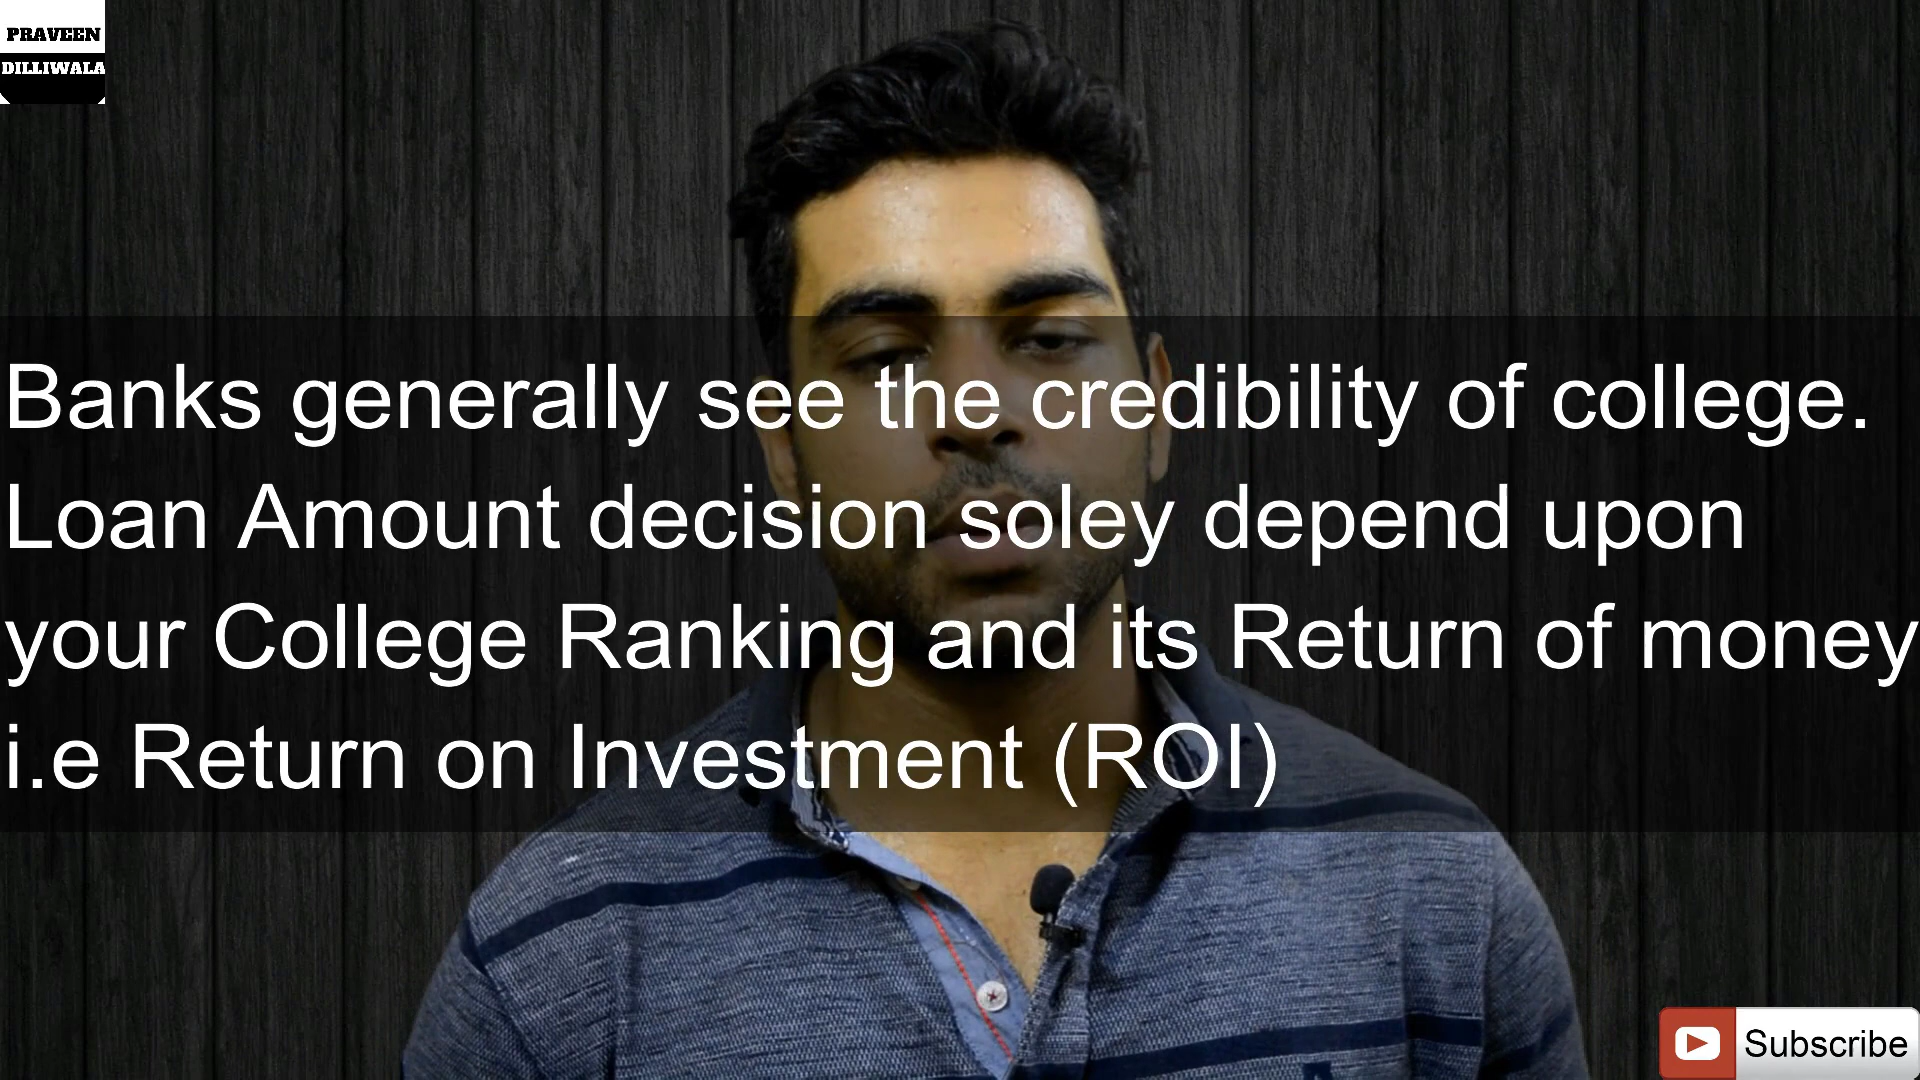 PRAVEEN
DILLIWALA
Banks generally see the credibility of college.
Loan Amount decision soley depend upon
your College Ranking and its Return of money
i.e Return on Investment (ROI)
Subscribe